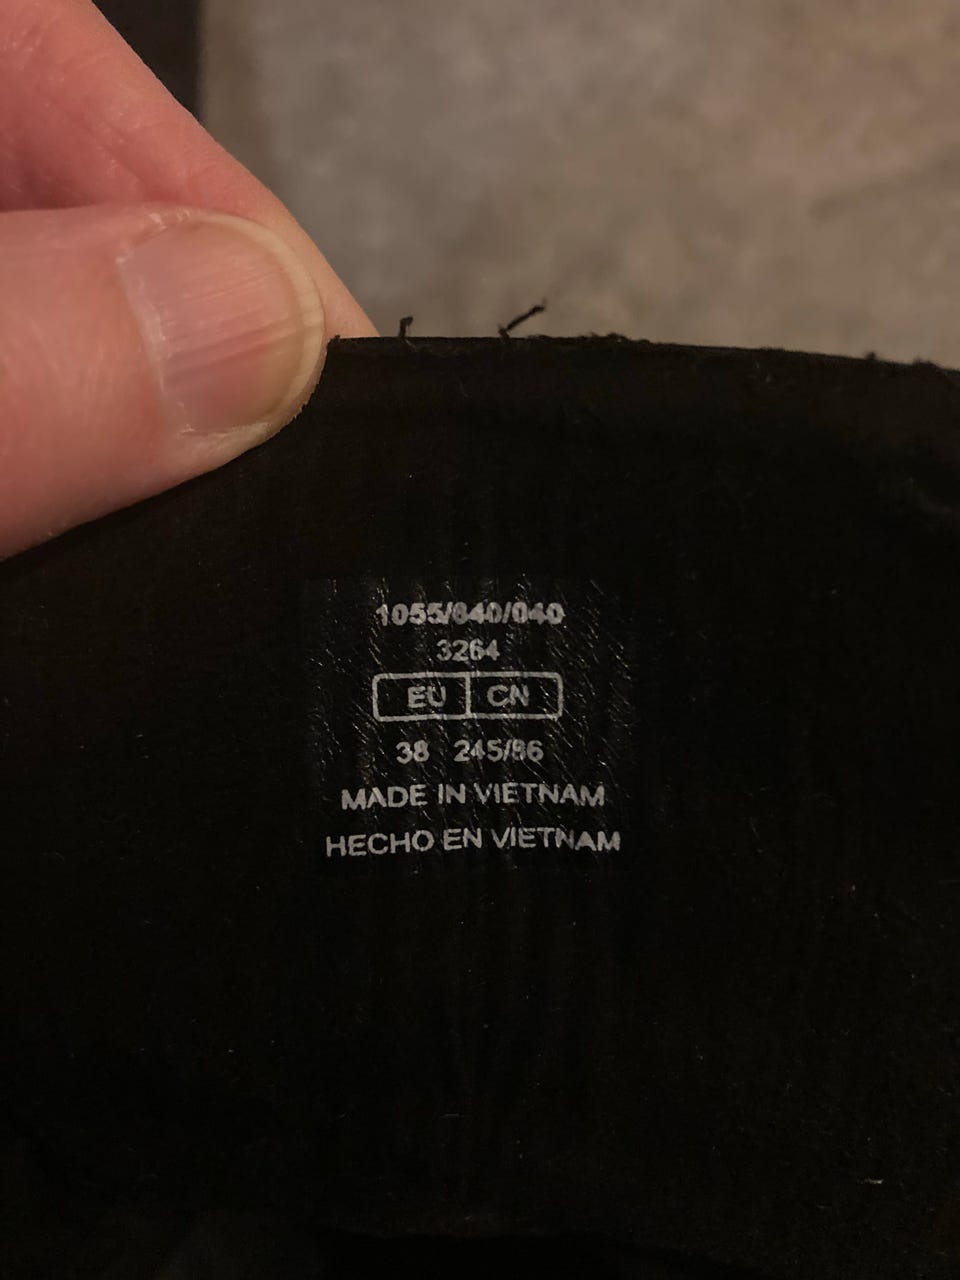 1055/840/040
3264
EU CN
38 245/86
MADE IN VIETNAM
HECHO EN VIETNAM